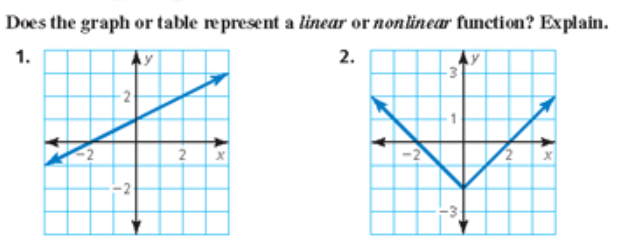 Does the graph or table represent a linear or nonlinear function? Explain.
1.
y
2
-2
2
x
-2
2.
y
3
1
-2
2
x
-3